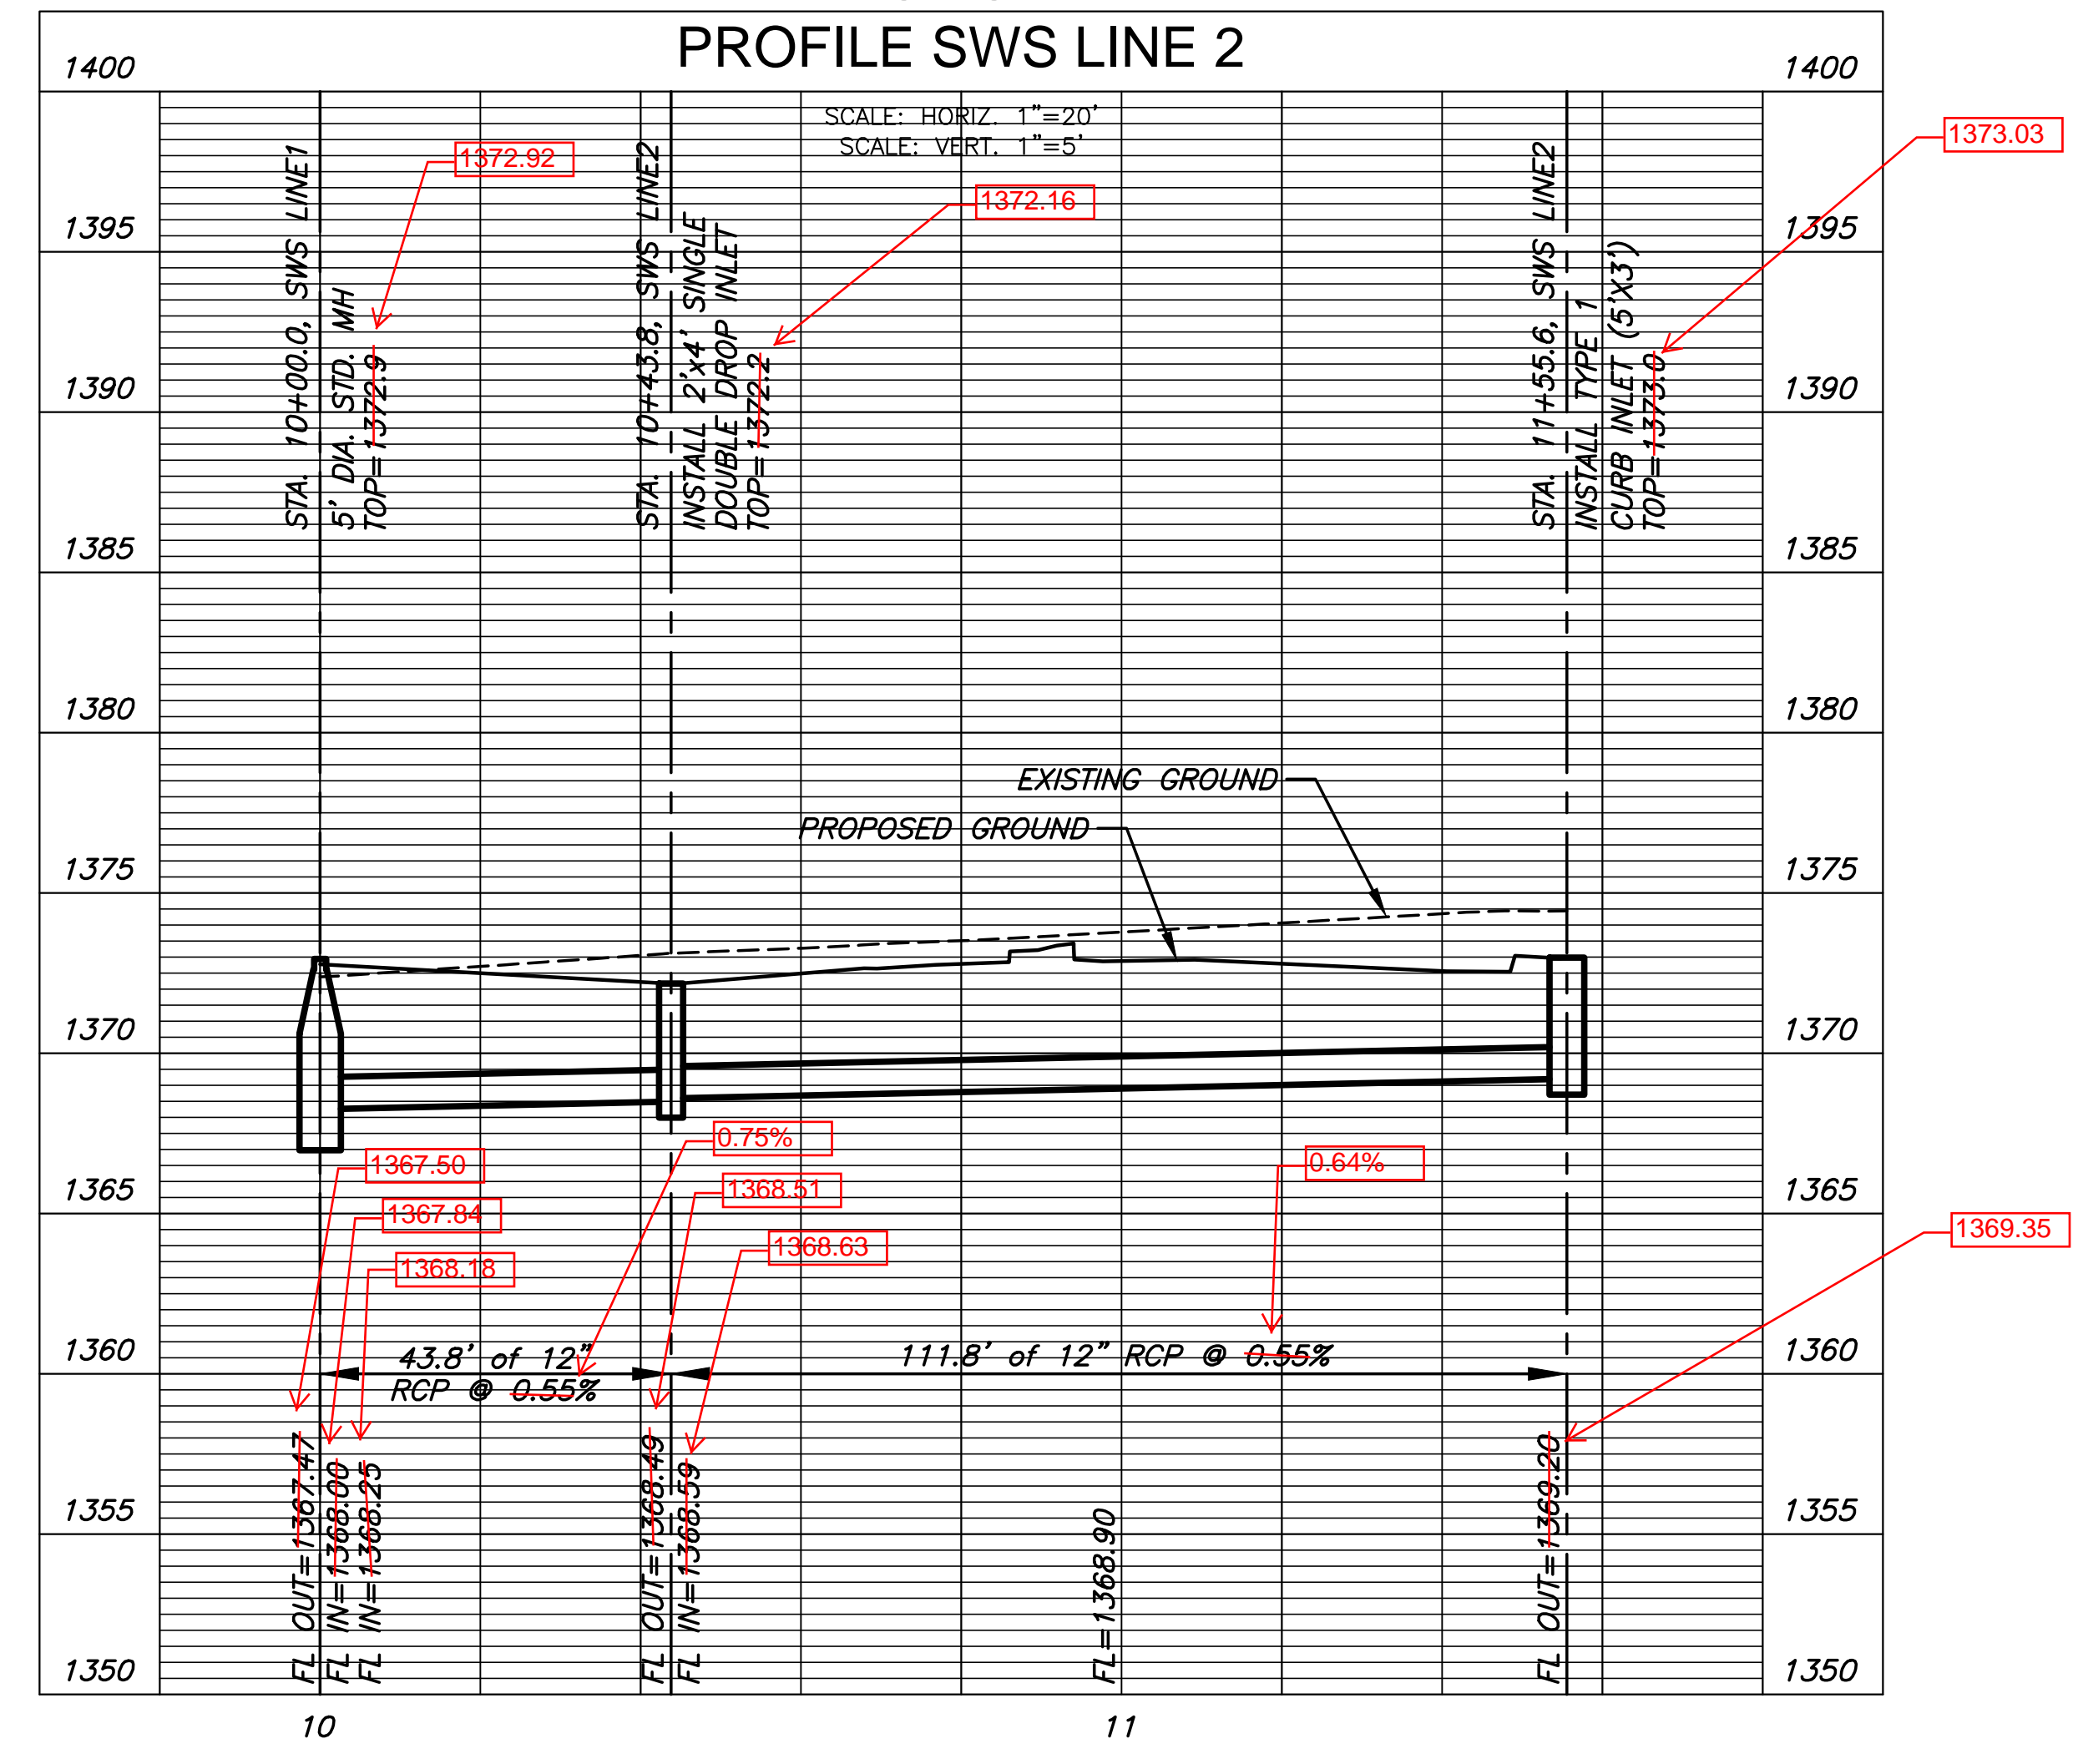 PROFILE SWS LINE 2
SCALE: HORIZ. 1"=20'
SCALE: VERT. 1"=5'
1400
1395
1390
1385
1380
1375
1370
1365
1360
1355
1350
1400
1395
1390
1385
1380
1375
1370
1365
1360
1355
1350
STA. 10+00.0, SWS LINE1
5' DIA. STD. MH
TOP=1372.9
1372.92
STA. 10+43.8, SWS LINE2
INSTALL 2'x4' SINGLE
DOUBLE DROP INLET
TOP=1372.2
1372.16
STA. 11+55.6, SWS LINE2
INSTALL TYPE 1
CURB INLET (5'X3')
TOP=1373.0
1373.03
EXISTING GROUND
PROPOSED GROUND
0.75%
0.64%
1367.50
1367.84
1368.18
1368.51
1368.63
1369.35
43.8' of 12"
RCP @ 0.55%
111.8' of 12" RCP @ 0.55%
FL OUT=1367.47
FL IN=1368.00
FL IN=1368.25
FL OUT=1368.49
FL IN=1368.59
FL=1368.90
FL OUT=1369.20
10
11